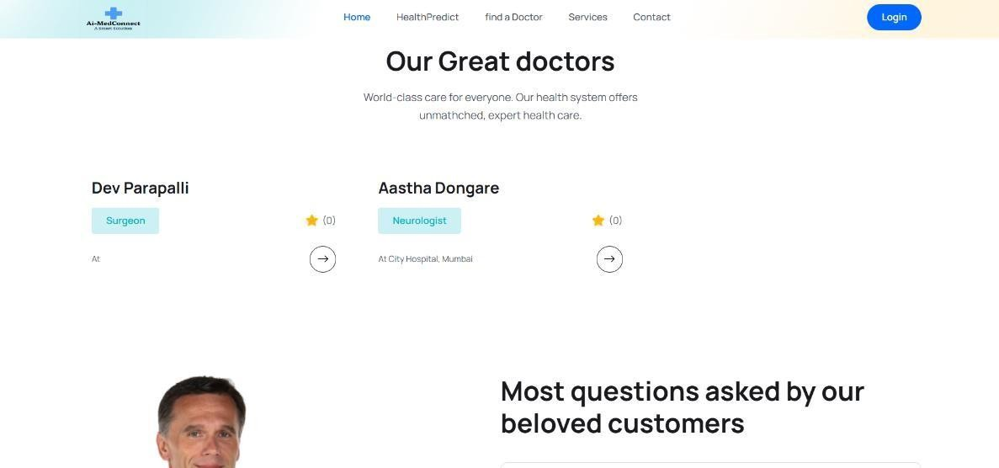 Ai-MedConnect
A Smart Solution
Home HealthPredict find a Doctor Services Contact Login
Our Great doctors
World-class care for everyone. Our health system offers
unmathched, expert health care.
Dev Parapalli
Surgeon
(0)
At
Aastha Dongare
Neurologist
(0)
At City Hospital, Mumbai
Most questions asked by our
beloved customers